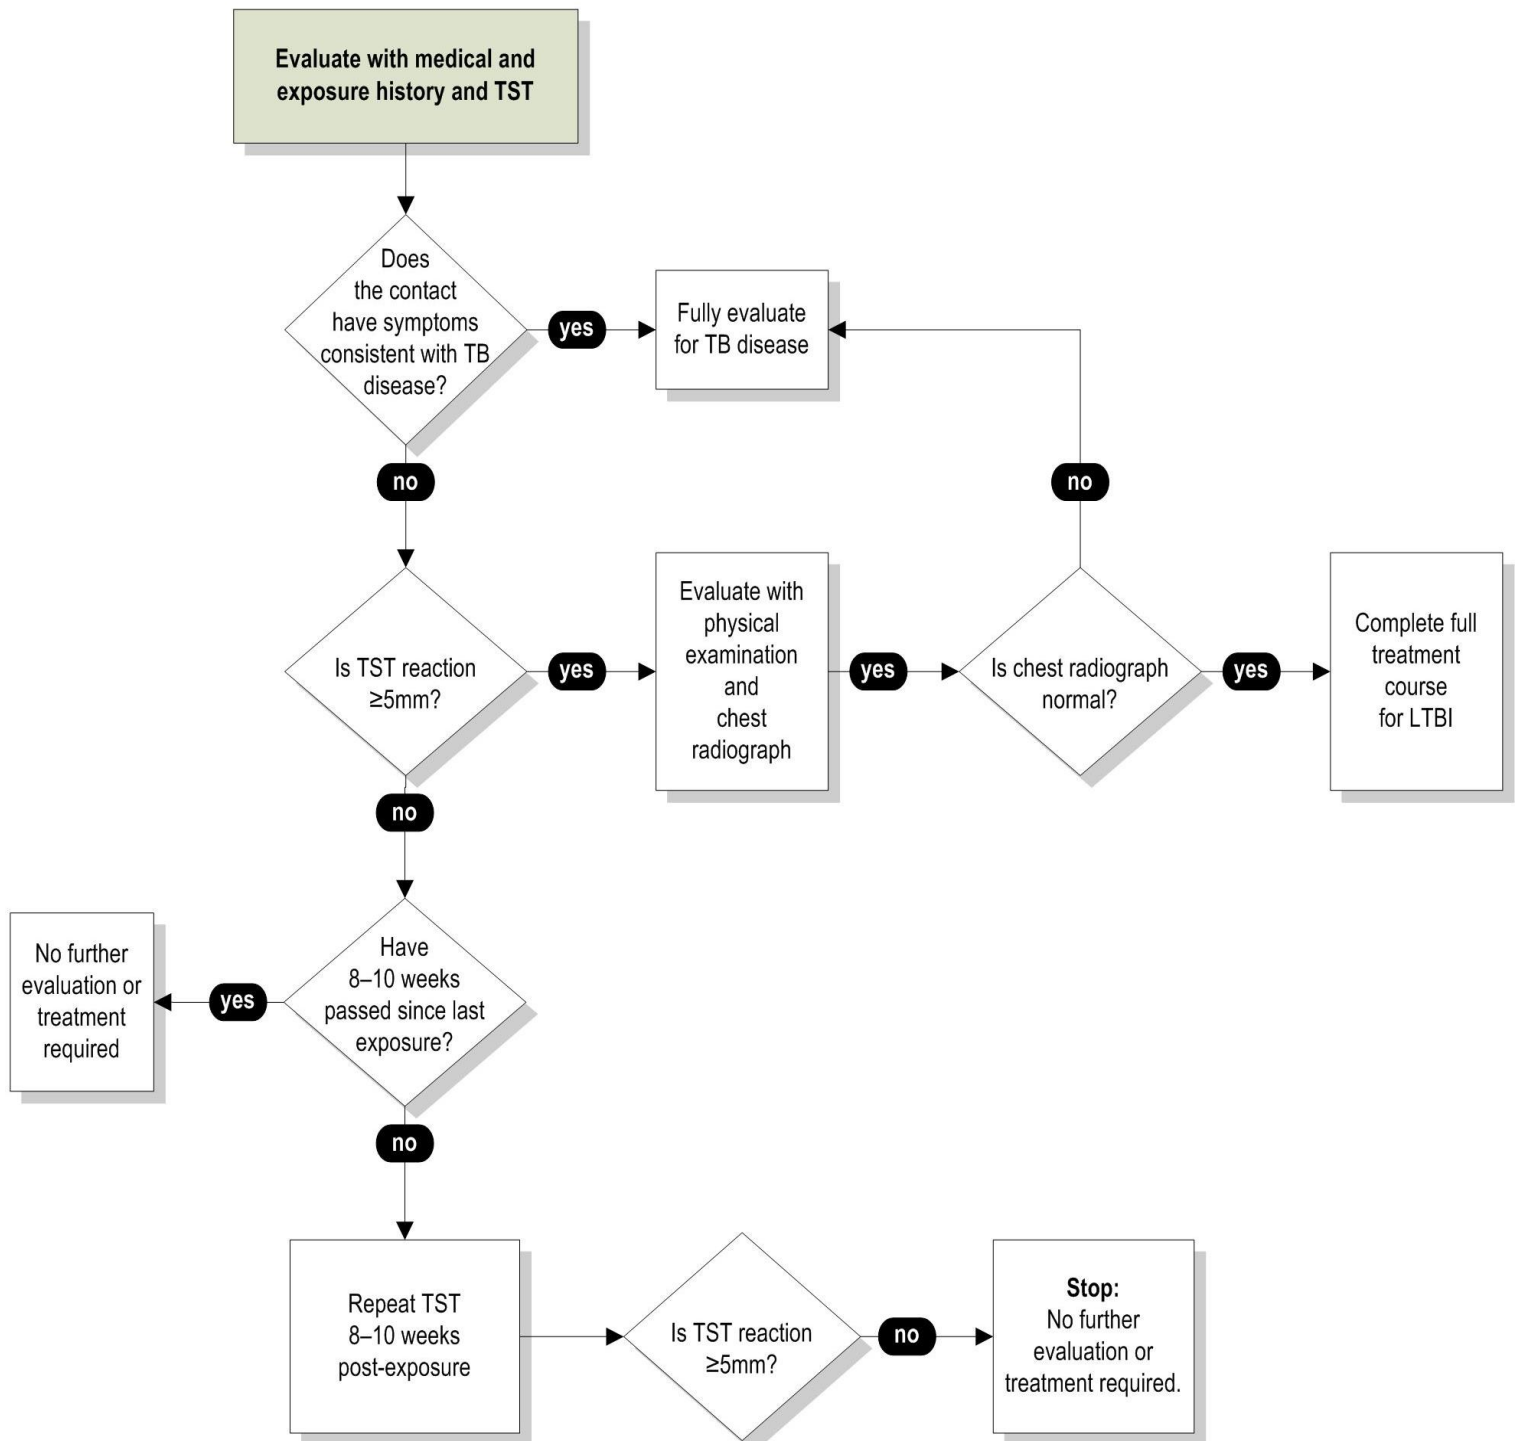 Evaluate with medical and
exposure history and TST
Does
the contact
have symptoms
consistent with TB
disease?
yes
Fully evaluate
for TB disease
no
no
Is TST reaction
≥5mm?
yes
Evaluate with
physical
examination
and
chest
radiograph
yes
Is chest radiograph
normal?
yes
Complete full
treatment
course
for LTBI
no
No further
evaluation or
treatment
required
yes
Have
8–10 weeks
passed since last
exposure?
no
Repeat TST
8–10 weeks
post-exposure
Is TST reaction
≥5mm?
no
Stop:
No further
evaluation or
treatment required.